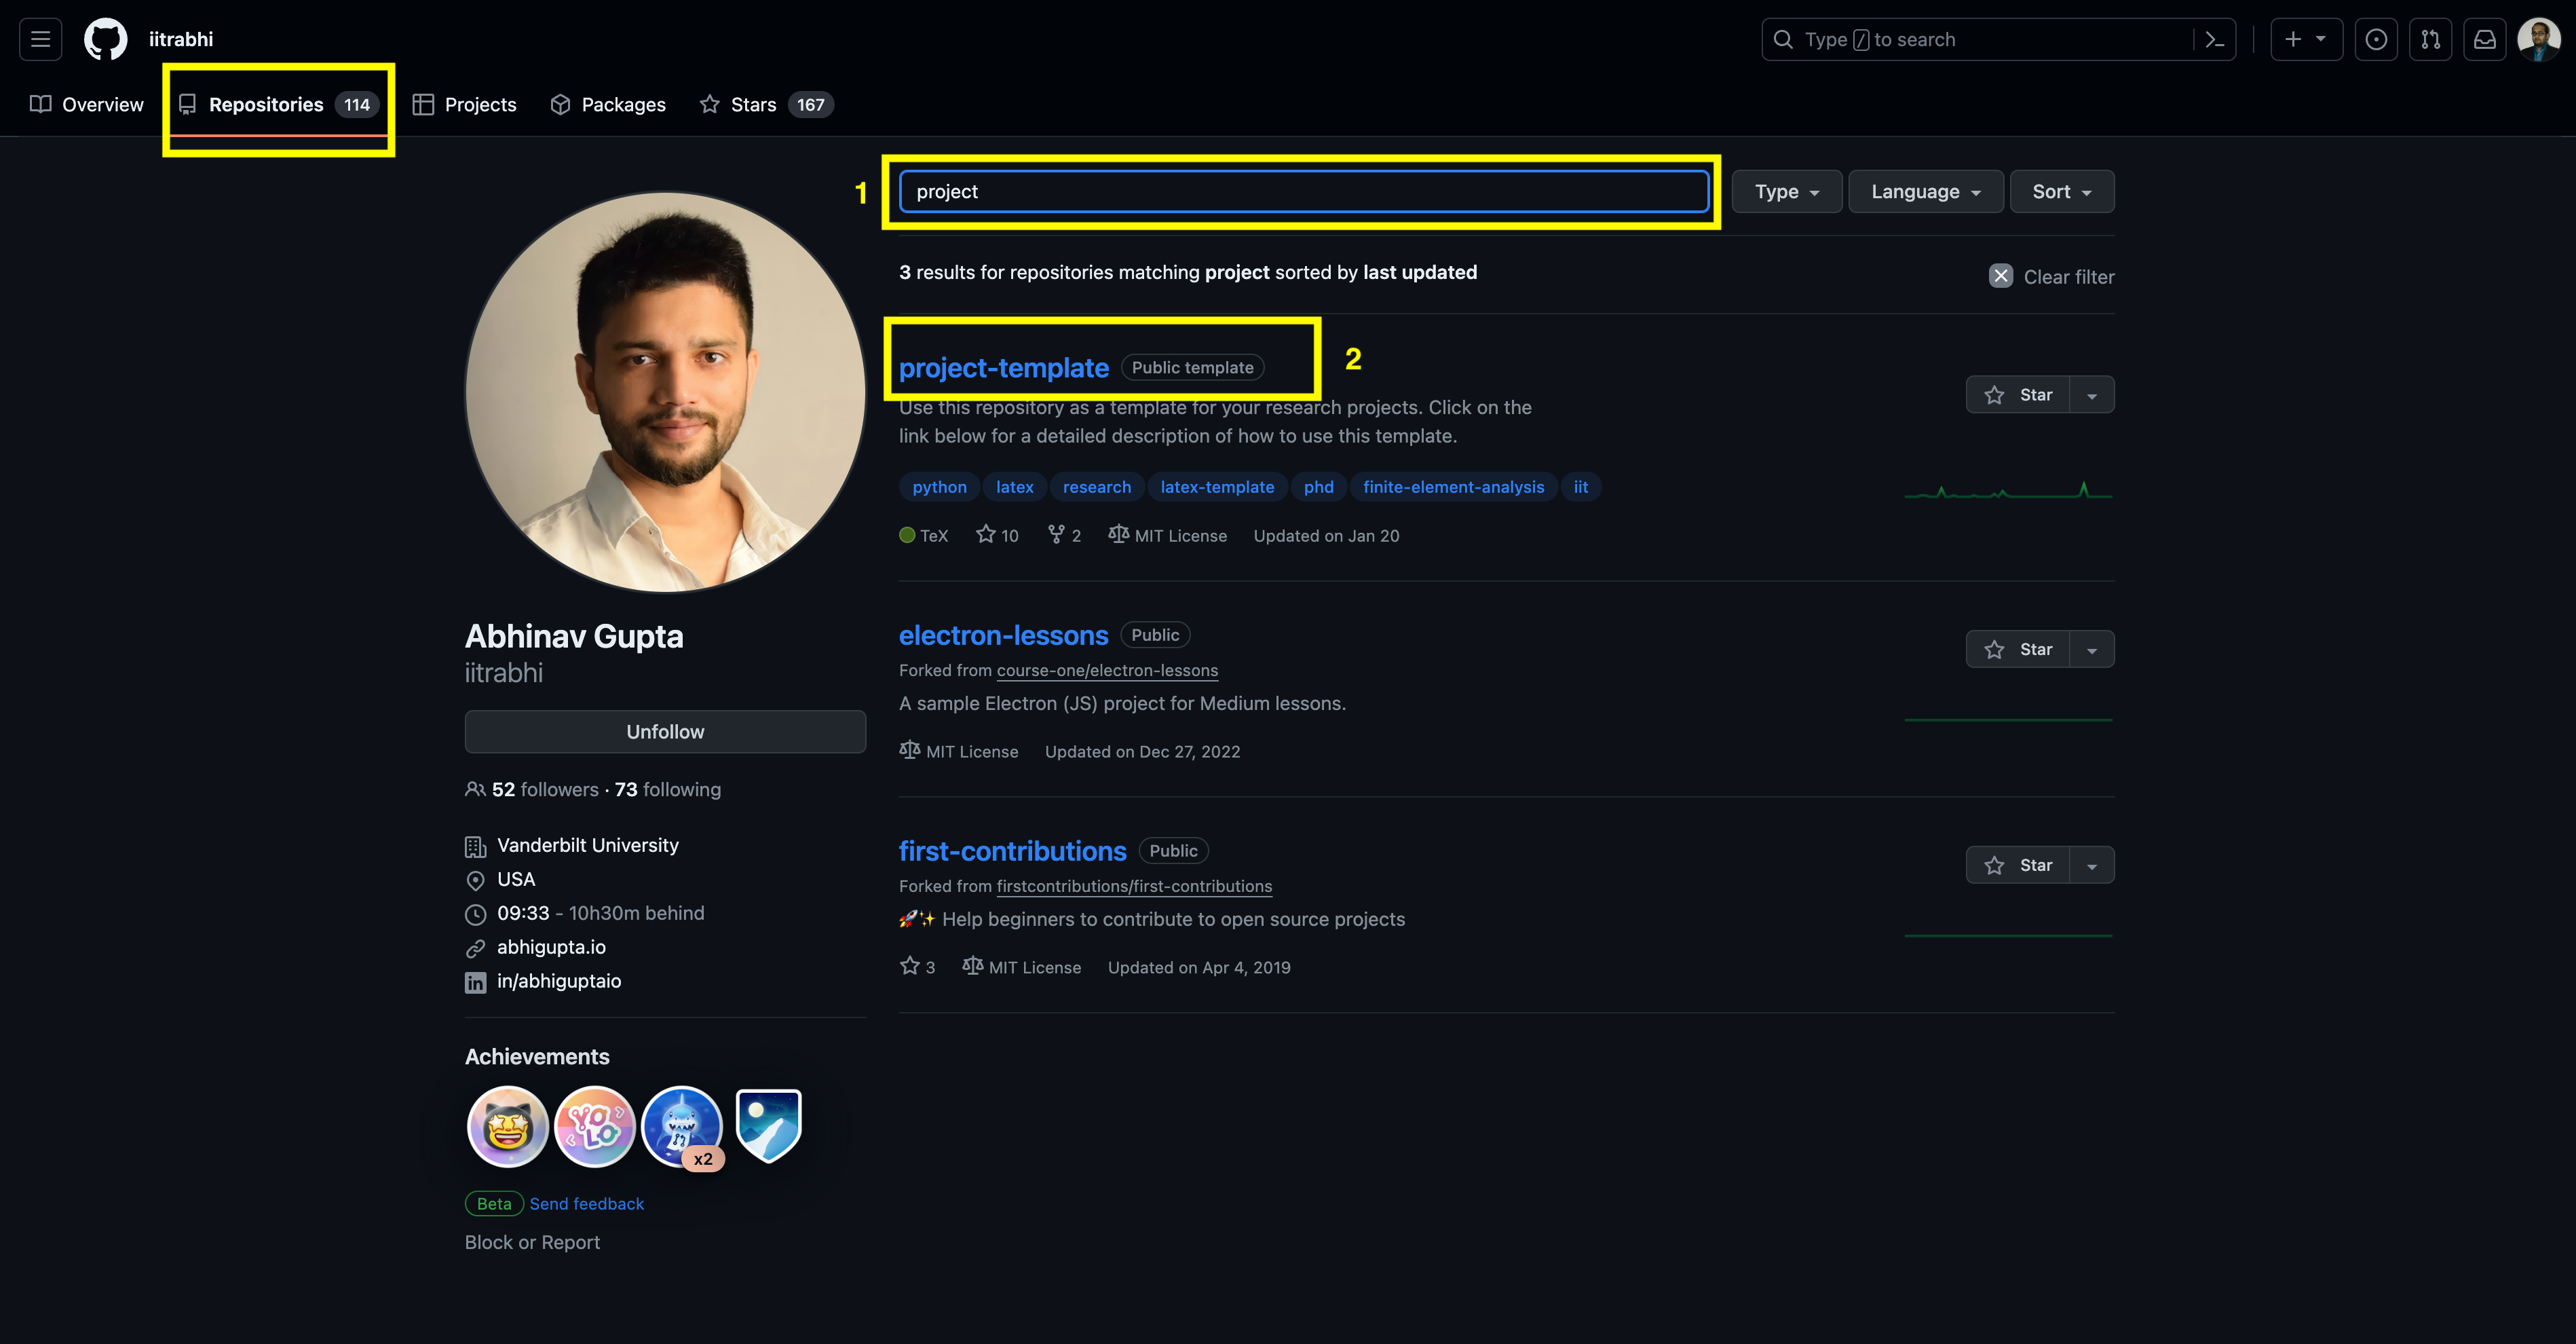 iitrabhi
Type / to search
Overview
Repositories 114
Projects
Packages
Stars 167
1
project
Type
Language
Sort
3 results for repositories matching project sorted by last updated
Clear filter
project-template Public template
2
Use this repository as a template for your research projects. Click on the
link below for a detailed description of how to use this template.
Star
python latex research latex-template phd finite-element-analysis iit
TeX 10 2 MIT License Updated on Jan 20
electron-lessons Public
Forked from course-one/electron-lessons
A sample Electron (JS) project for Medium lessons.
Star
MIT License Updated on Dec 27, 2022
first-contributions Public
Forked from firstcontributions/first-contributions
🚀✨ Help beginners to contribute to open source projects
Star
3 MIT License Updated on Apr 4, 2019
Abhinav Gupta
iitrabhi
Unfollow
52 followers · 73 following
Vanderbilt University
USA
09:33 - 10h30m behind
abhigupta.io
in/abhiguptaio
Achievements
YOLO
x2
Beta Send feedback
Block or Report